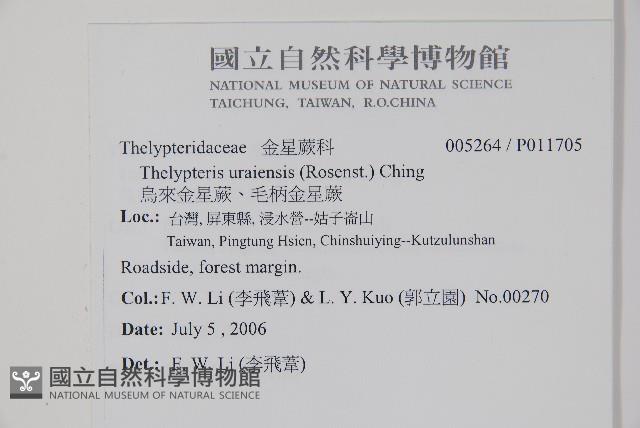 國立自然科學博物館
NATIONAL MUSEUM OF NATURAL SCIENCE
TAICHUNG, TAIWAN, R.O.CHINA
Thelypteridaceae 金星蕨科 005264 / P011705
Thelypteris uraiensis (Rosenst.) Ching
烏來金星蕨、毛柄金星蕨
Loc.: 台灣, 屏東縣, 浸水營--姑子崙山
Taiwan, Pingtung Hsien, Chinshuiying--Kutzulunshan
Roadside, forest margin.
Col.: F. W. Li (李飛葦) & L. Y. Kuo (郭立園) No.00270
Date: July 5 , 2006
Det.: F. W. Li (李飛葦)
國立自然科學博物館
NATIONAL MUSEUM OF NATURAL SCIENCE